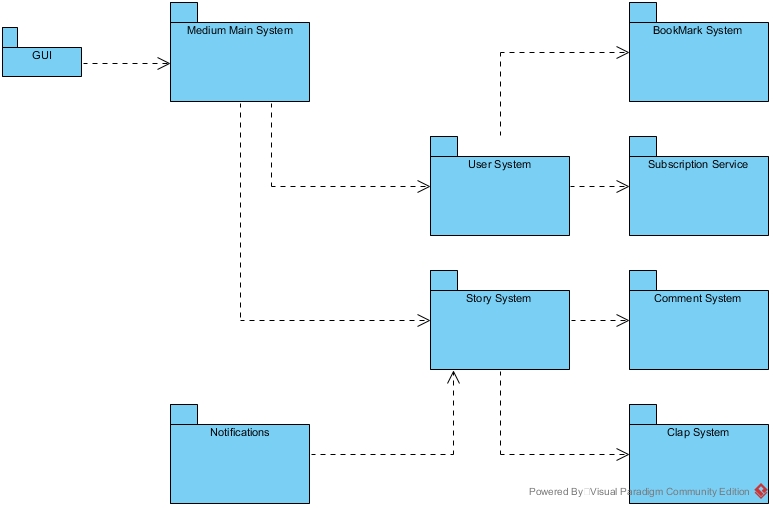 Medium Main System
BookMark System
GUI
User System
Subscription Service
Story System
Comment System
Notifications
Clap System
Powered By Visual Paradigm Community Edition